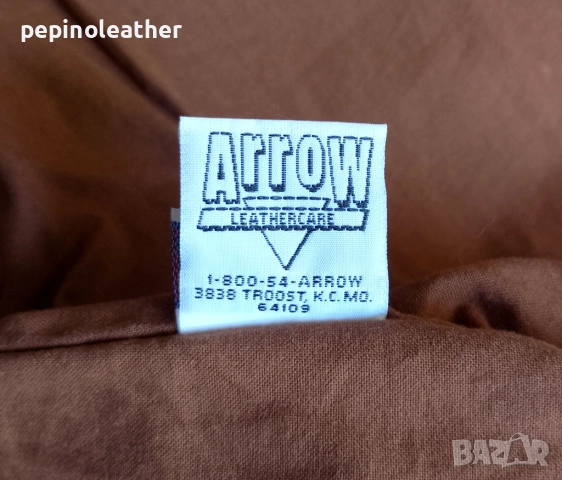 pepinoleather
Arrow
LEATHERCARE
1-800-54-ARROW
3838 TROOST, K.C. MO.
64109
BAZAR